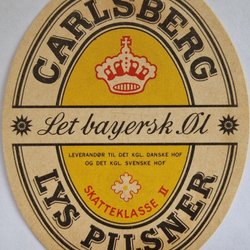 CARLSBERG
Let bayersk Øl
LEVERANDØR TIL DET KGL. DANSKE HOF
OG DET KGL. SVENSKE HOF
SKATTEKLASSE II
LYS PILSNER